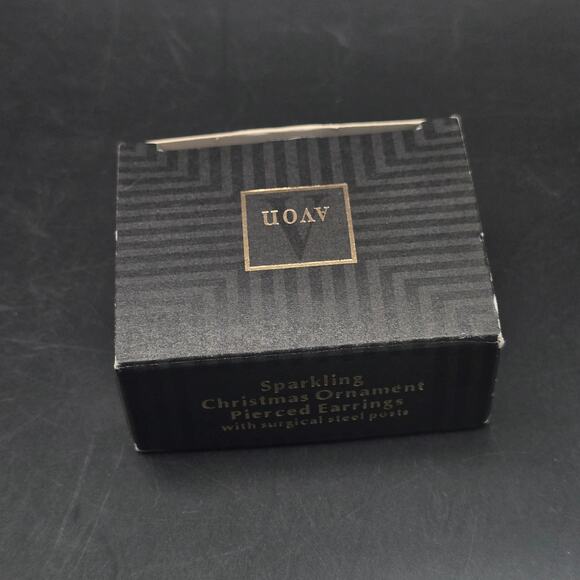 AVON
Sparkling
Christmas Ornament
Pierced Earrings
with surgical steel posts